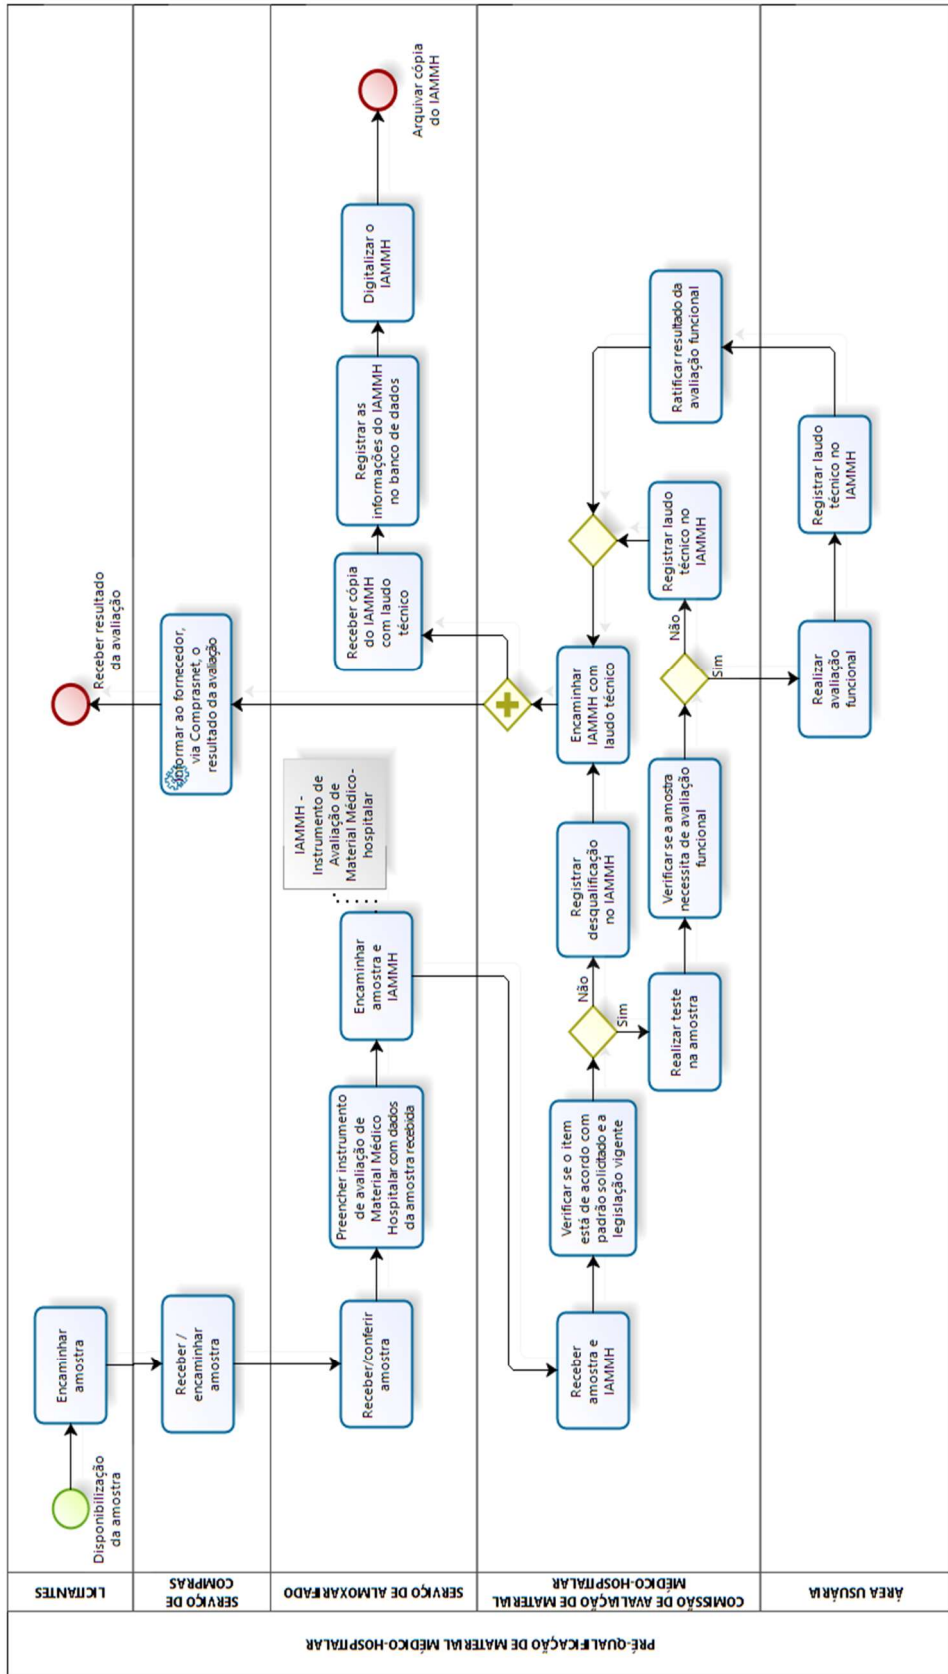 PRÉ-QUALIFICAÇÃO DE MATERIAL MÉDICO-HOSPITALAR
LICITANTES
Disponibilização
da amostra
Encaminhar
amostra
Receber resultado
da avaliação
SERVIÇO DE
COMPRAS
Receber /
encaminhar
amostra
Informar ao fornecedor,
via Comprasnet, o
resultado da avaliação
SERVIÇO DE ALMOXARIFADO
Receber/conferir
amostra
Preencher instrumento
de avaliação de
Material Médico
Hospitalar com dados
da amostra recebida
Encaminhar
amostra e
IAMMH
IAMMH -
Instrumento de
Avaliação de
Material Médico-
hospitalar
Receber cópia
do IAMMH
com laudo
técnico
Registrar as
informações do IAMMH
no banco de dados
Digitalizar o
IAMMH
Arquivar cópia
do IAMMH
COMISSÃO DE AVALIAÇÃO DE MATERIAL
MÉDICO-HOSPITALAR
Receber
amostra e
IAMMH
Verificar se o item
está de acordo com
padrão solicitado e a
legislação vigente
Não
Sim
Registrar
desqualificação
no IAMMH
Encaminhar
IAMMH com
laudo técnico
Realizar teste
na amostra
Verificar se a amostra
necessita de avaliação
funcional
Não
Sim
Registrar laudo
técnico no
IAMMH
Ratificar resultado da
avaliação funcional
ÁREA USUÁRIA
Realizar
avaliação
funcional
Registrar laudo
técnico no
IAMMH